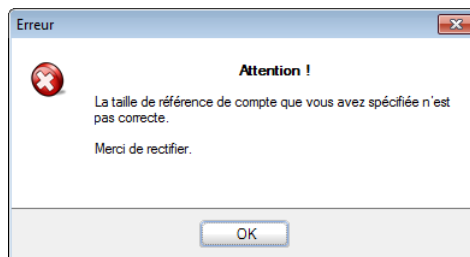 Erreur
Attention !
La taille de référence de compte que vous avez spécifiée n'est
pas correcte.
Merci de rectifier.
OK